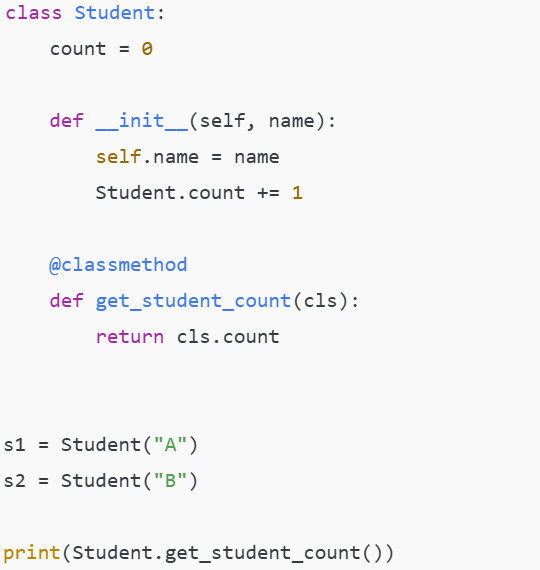 class Student:
    count = 0

    def __init__(self, name):
        self.name = name
        Student.count += 1

    @classmethod
    def get_student_count(cls):
        return cls.count


s1 = Student("A")
s2 = Student("B")

print(Student.get_student_count())